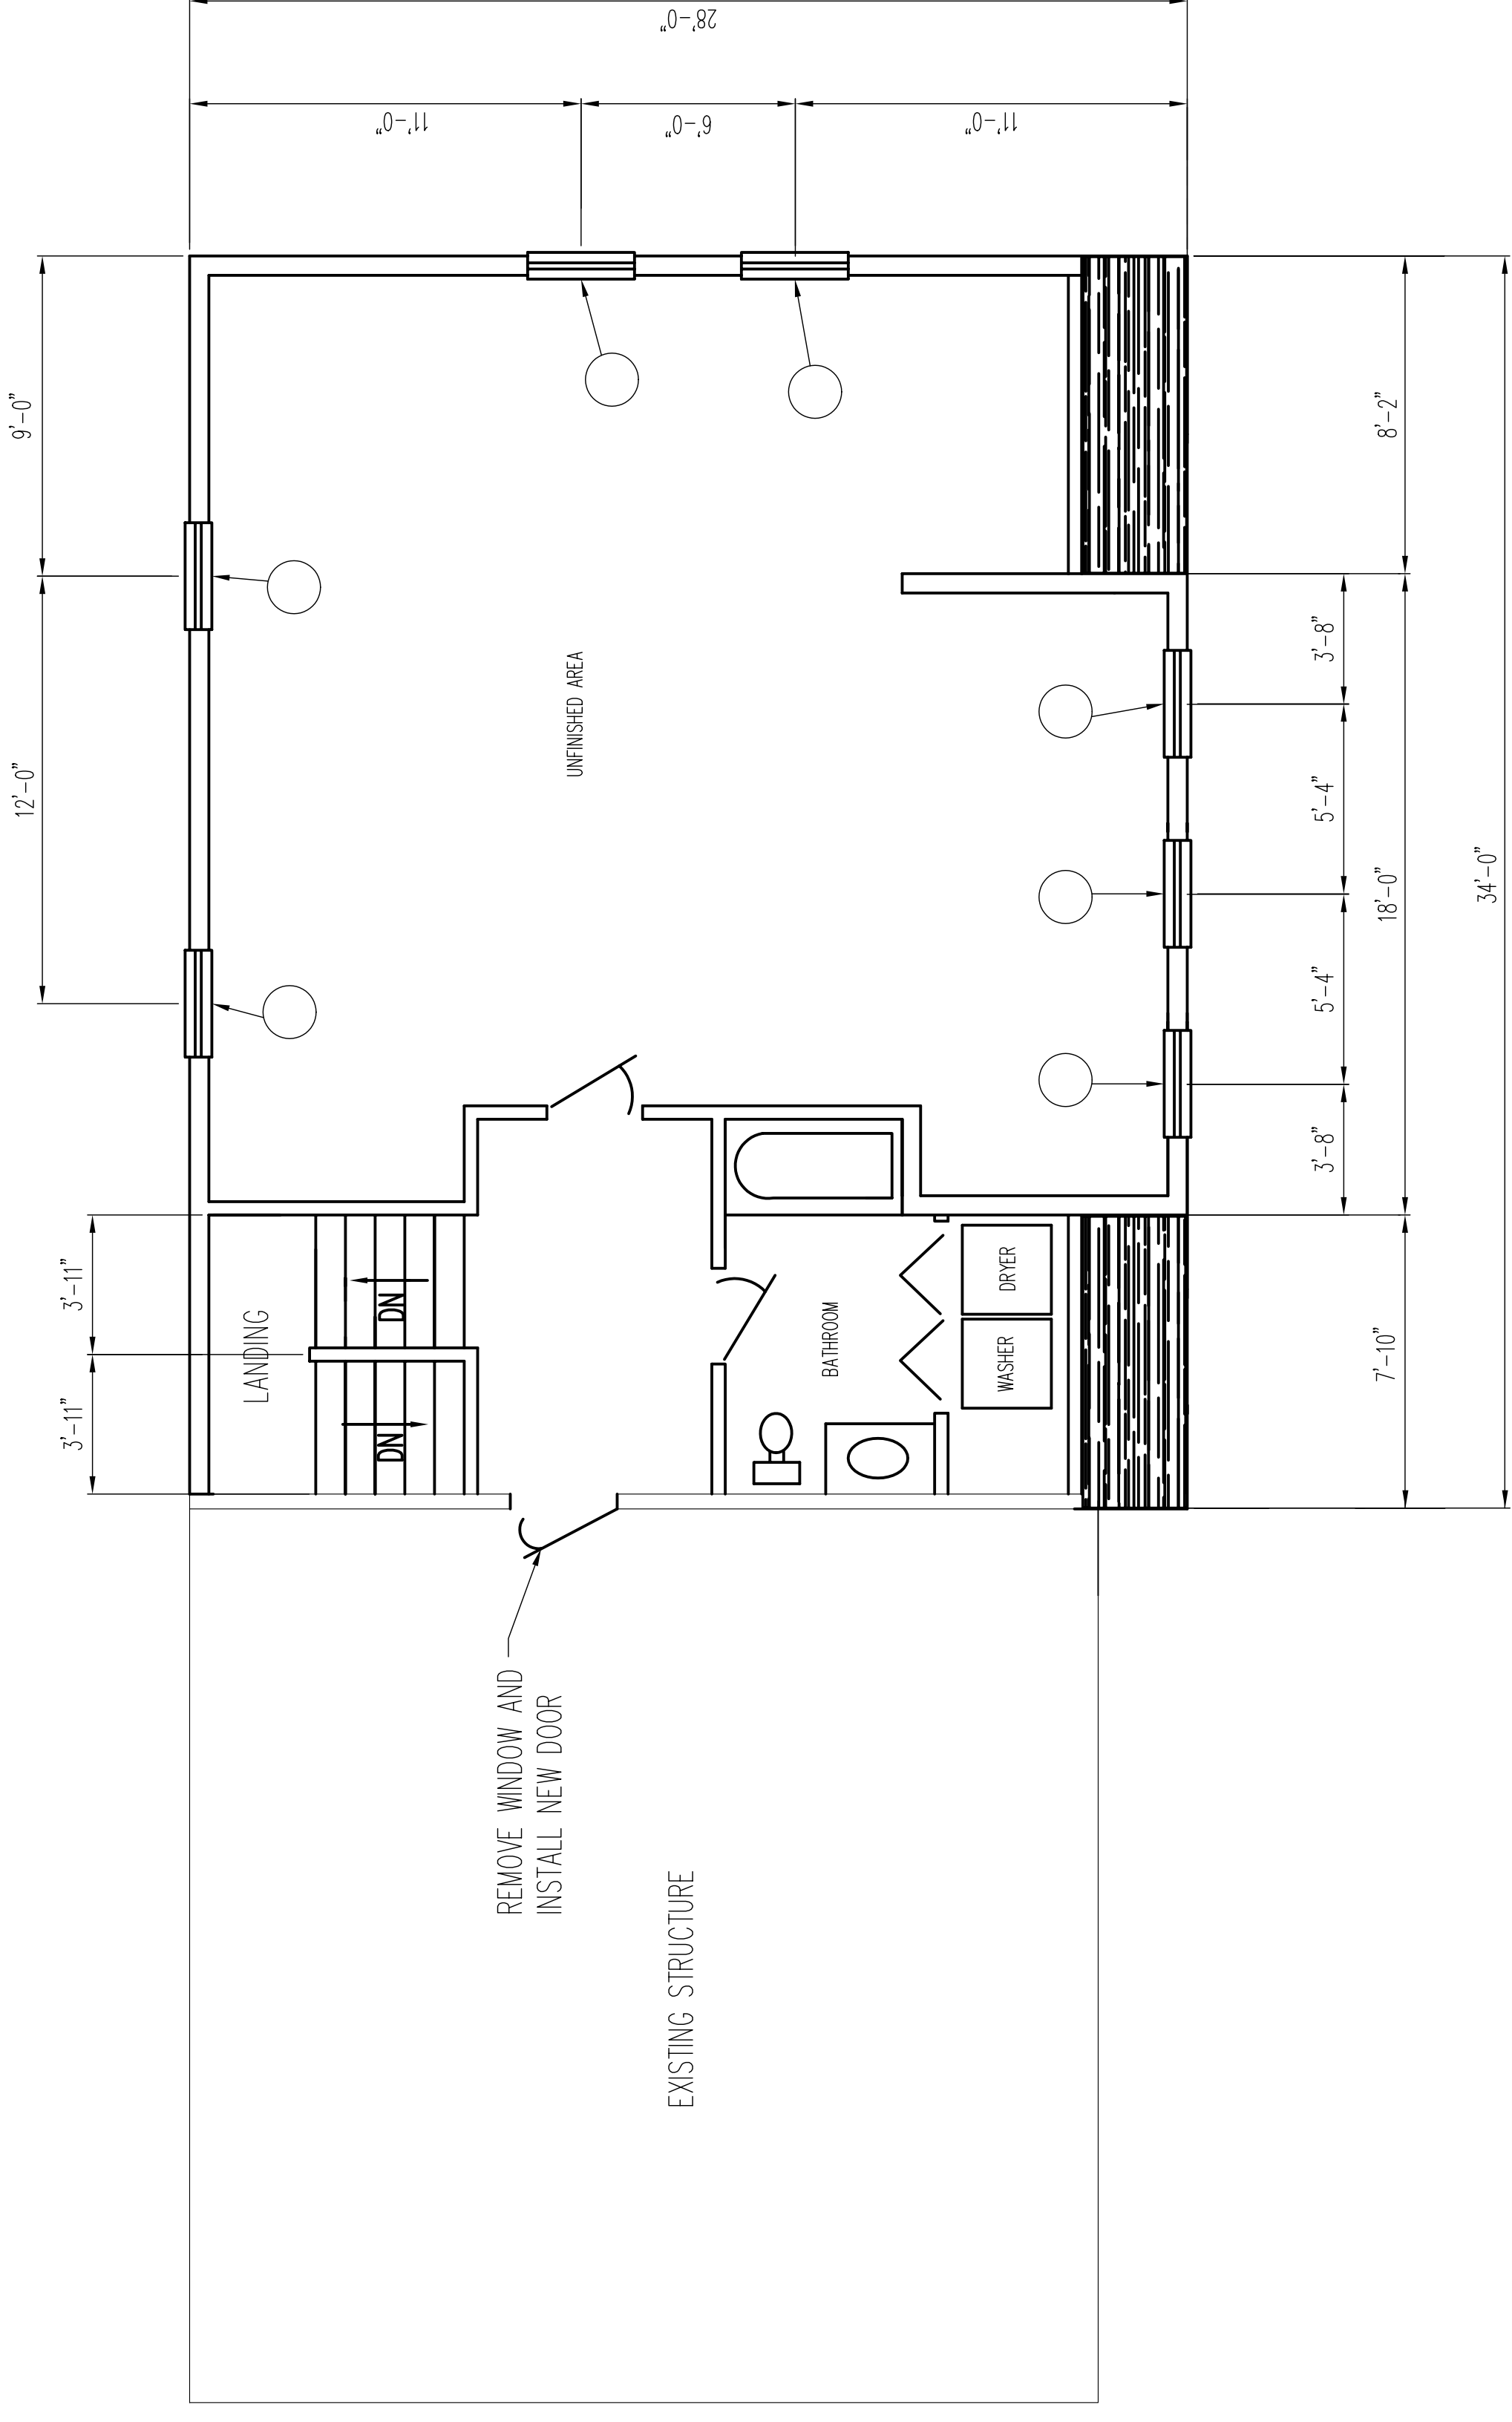 28'-0"
11'-0"
6'-0"
11'-0"
9'-0"
12'-0"
3'-11"
3'-11"
8'-2"
18'-0"
7'-10"
3'-8"
5'-4"
5'-4"
3'-8"
34'-0"
UNFINISHED AREA
LANDING
DN
DN
BATHROOM
DRYER
WASHER
REMOVE WINDOW AND
INSTALL NEW DOOR
EXISTING STRUCTURE